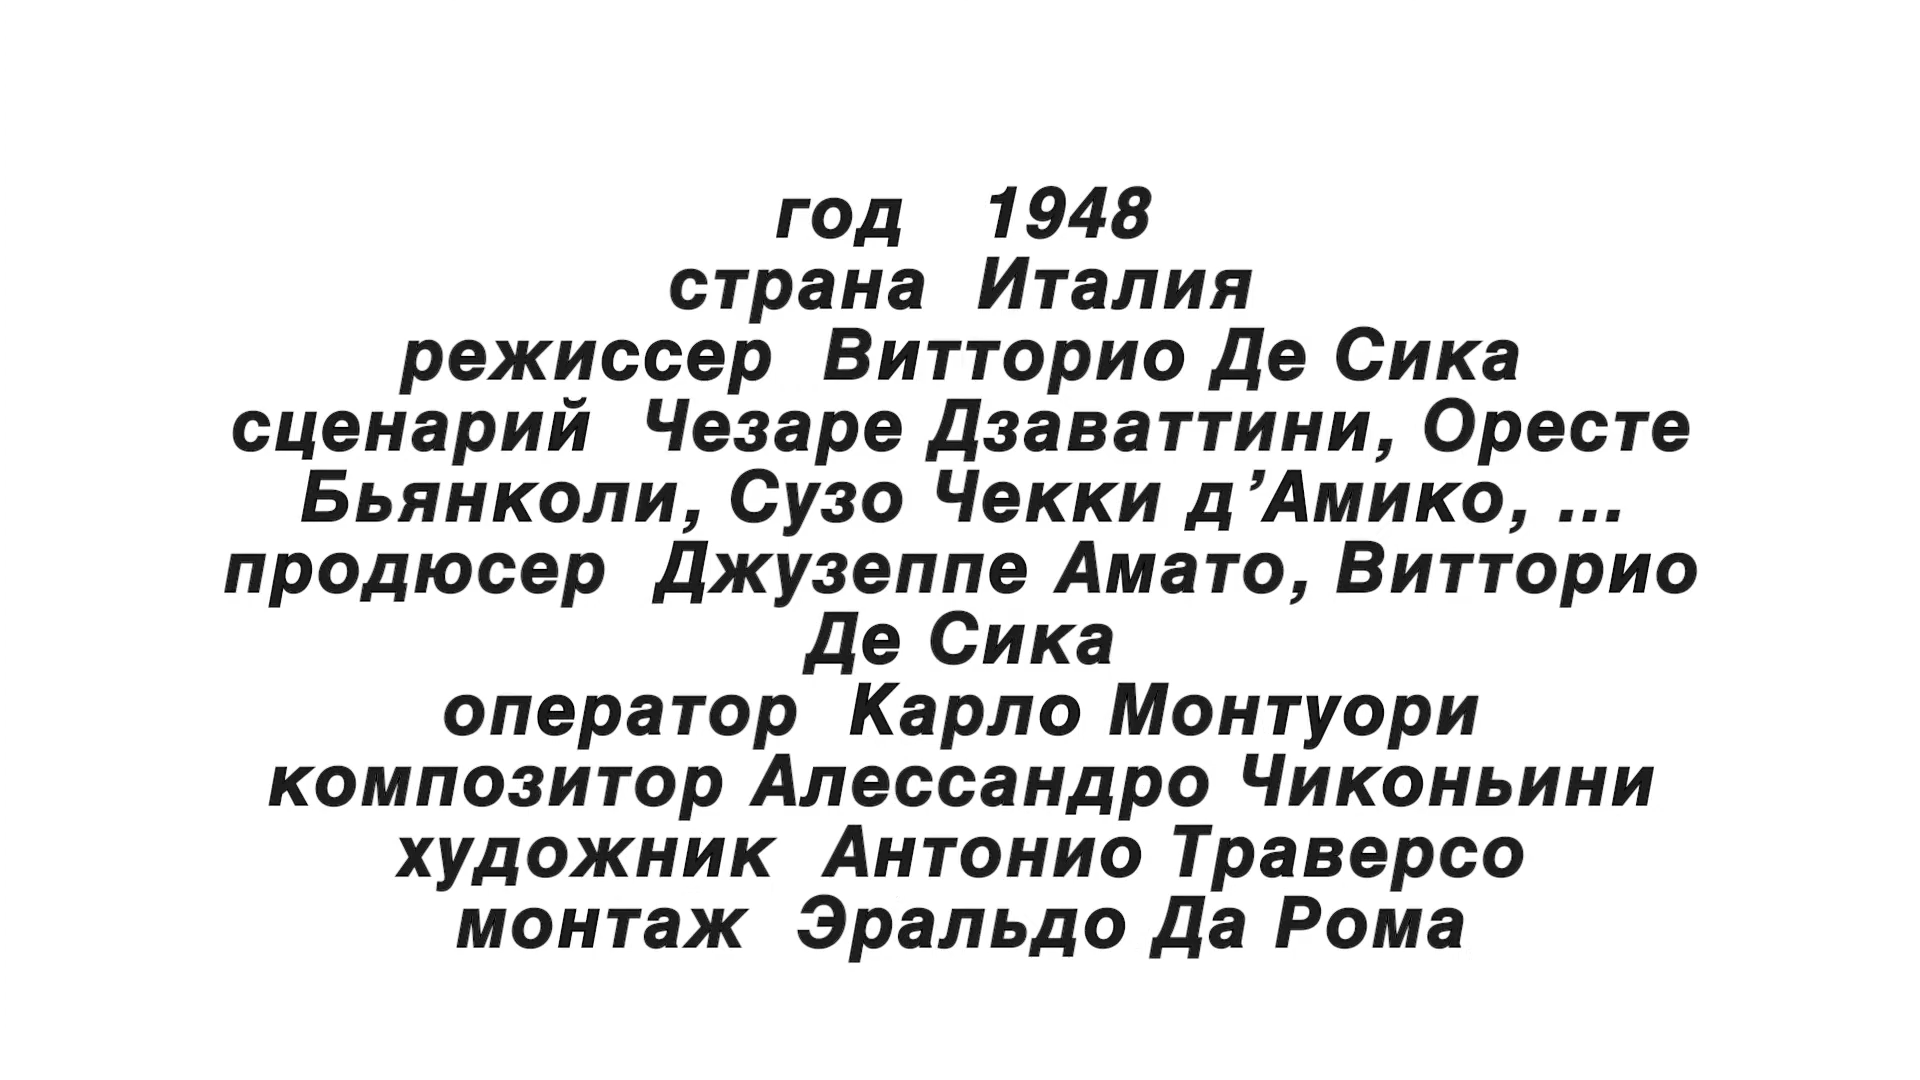 год 1948
страна Италия
режиссер Витторио Де Сика
сценарий Чезаре Дзаваттини, Оресте
Бьянколи, Сузо Чекки д’Амико, ...
продюсер Джузеппе Амато, Витторио
Де Сика
оператор Карло Монтуори
композитор Алессандро Чиконьини
художник Антонио Траверсо
монтаж Эральдо Да Рома